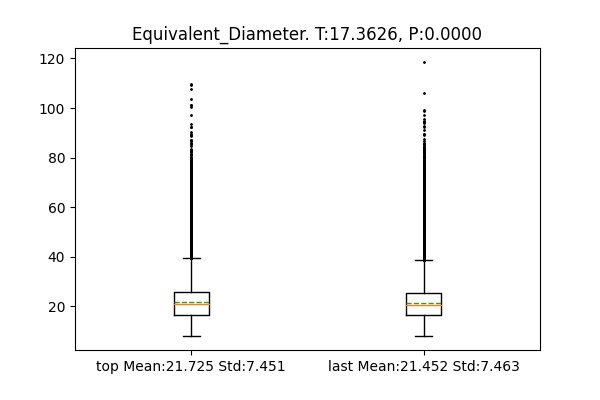 Equivalent_Diameter. T:17.3626, P:0.0000
120
100
80
60
40
20
top Mean:21.725 Std:7.451
last Mean:21.452 Std:7.463